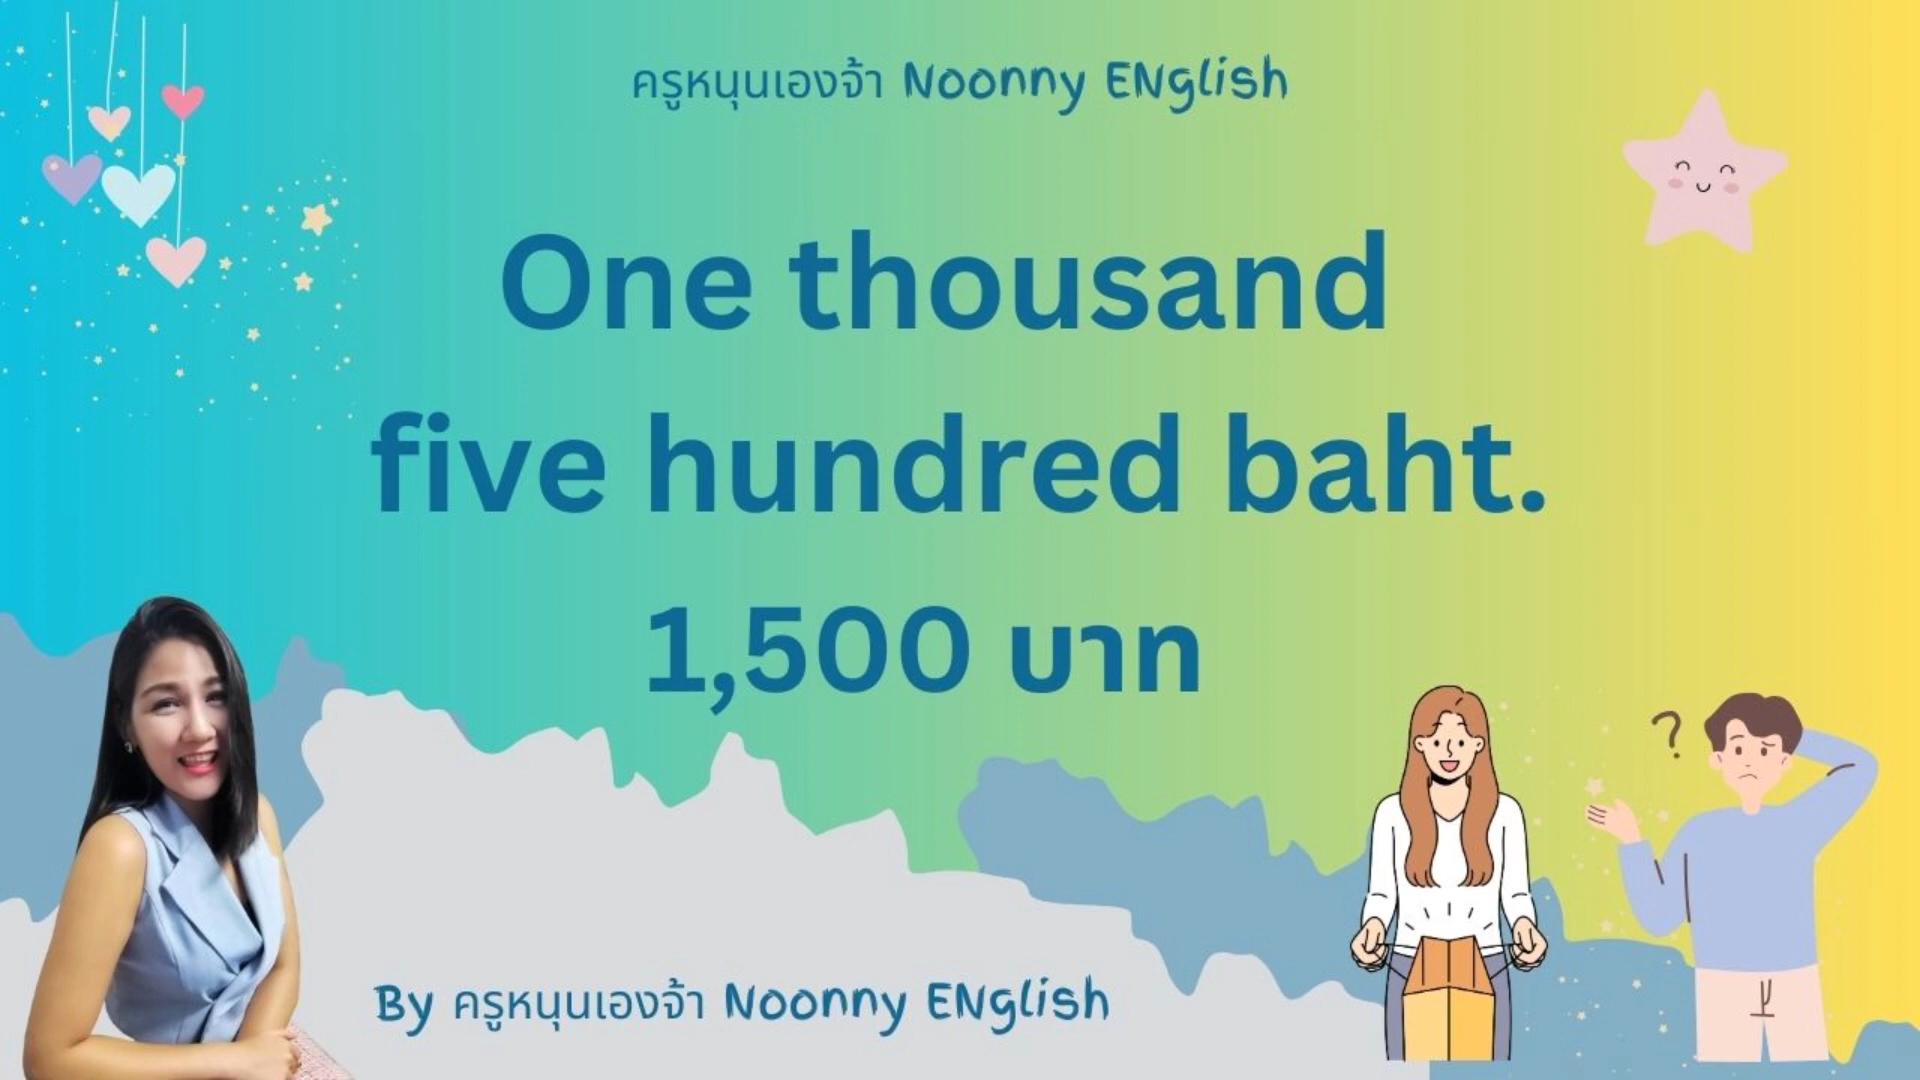 ครูหนุนเองจ้า Noonny ENglish
One thousand
five hundred baht.
1,500 บาท
?
By ครูหนุนเองจ้า Noonny ENglish